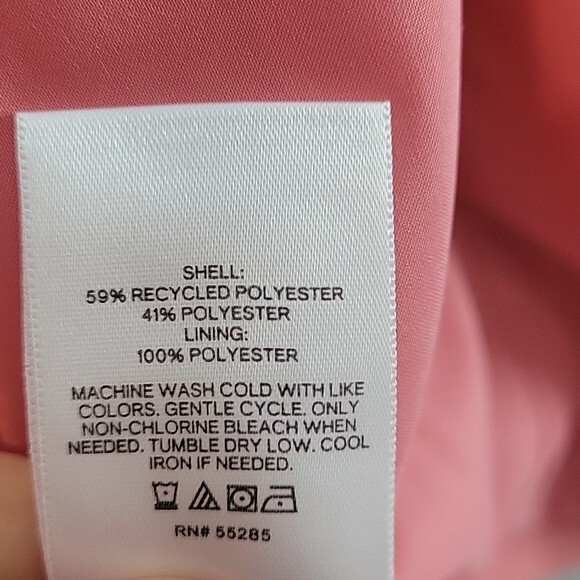 SHELL:
59% RECYCLED POLYESTER
41% POLYESTER
LINING:
100% POLYESTER
MACHINE WASH COLD WITH LIKE
COLORS. GENTLE CYCLE. ONLY
NON-CHLORINE BLEACH WHEN
NEEDED. TUMBLE DRY LOW. COOL
IRON IF NEEDED.
RN# 55285